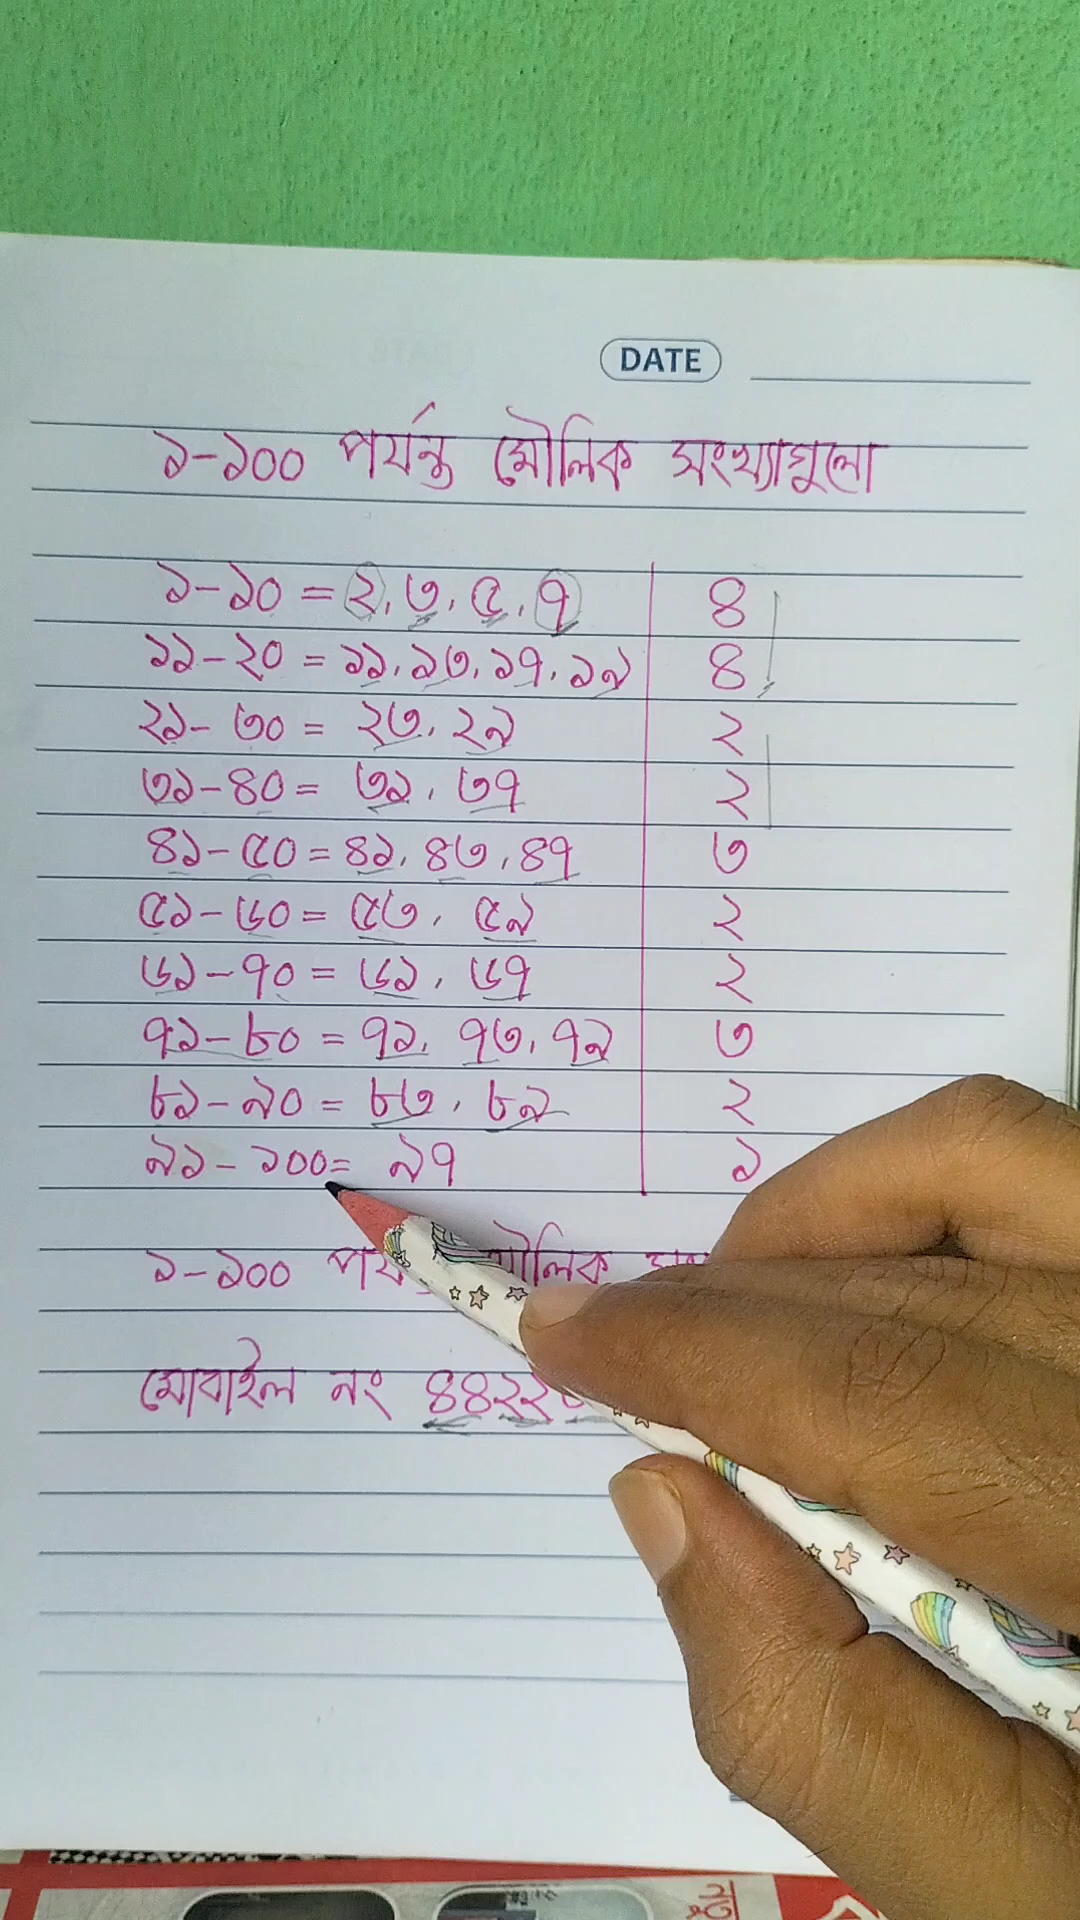 DATE
১-১০০ পর্যন্ত মৌলিক সংখ্যাগুলো
১-১০ = ২, ৩, ৫, ৭ ৪
১১-২০ = ১১, ১৩, ১৭, ১৯ ৪
২১-৩০ = ২৩, ২৯ ২
৩১-৪০ = ৩১, ৩৭ ২
৪১-৫০ = ৪১, ৪৩, ৪৭ ৩
৫১-৬০ = ৫৩, ৫৯ ২
৬১-৭০ = ৬১, ৬৭ ২
৭১-৮০ = ৭১, ৭৩, ৭৯ ৩
৮১-৯০ = ৮৩, ৮৯ ২
৯১-১০০ = ৯৭ ১
১-১০০ মৌলিক
মোবাইল নং ৪৪২২